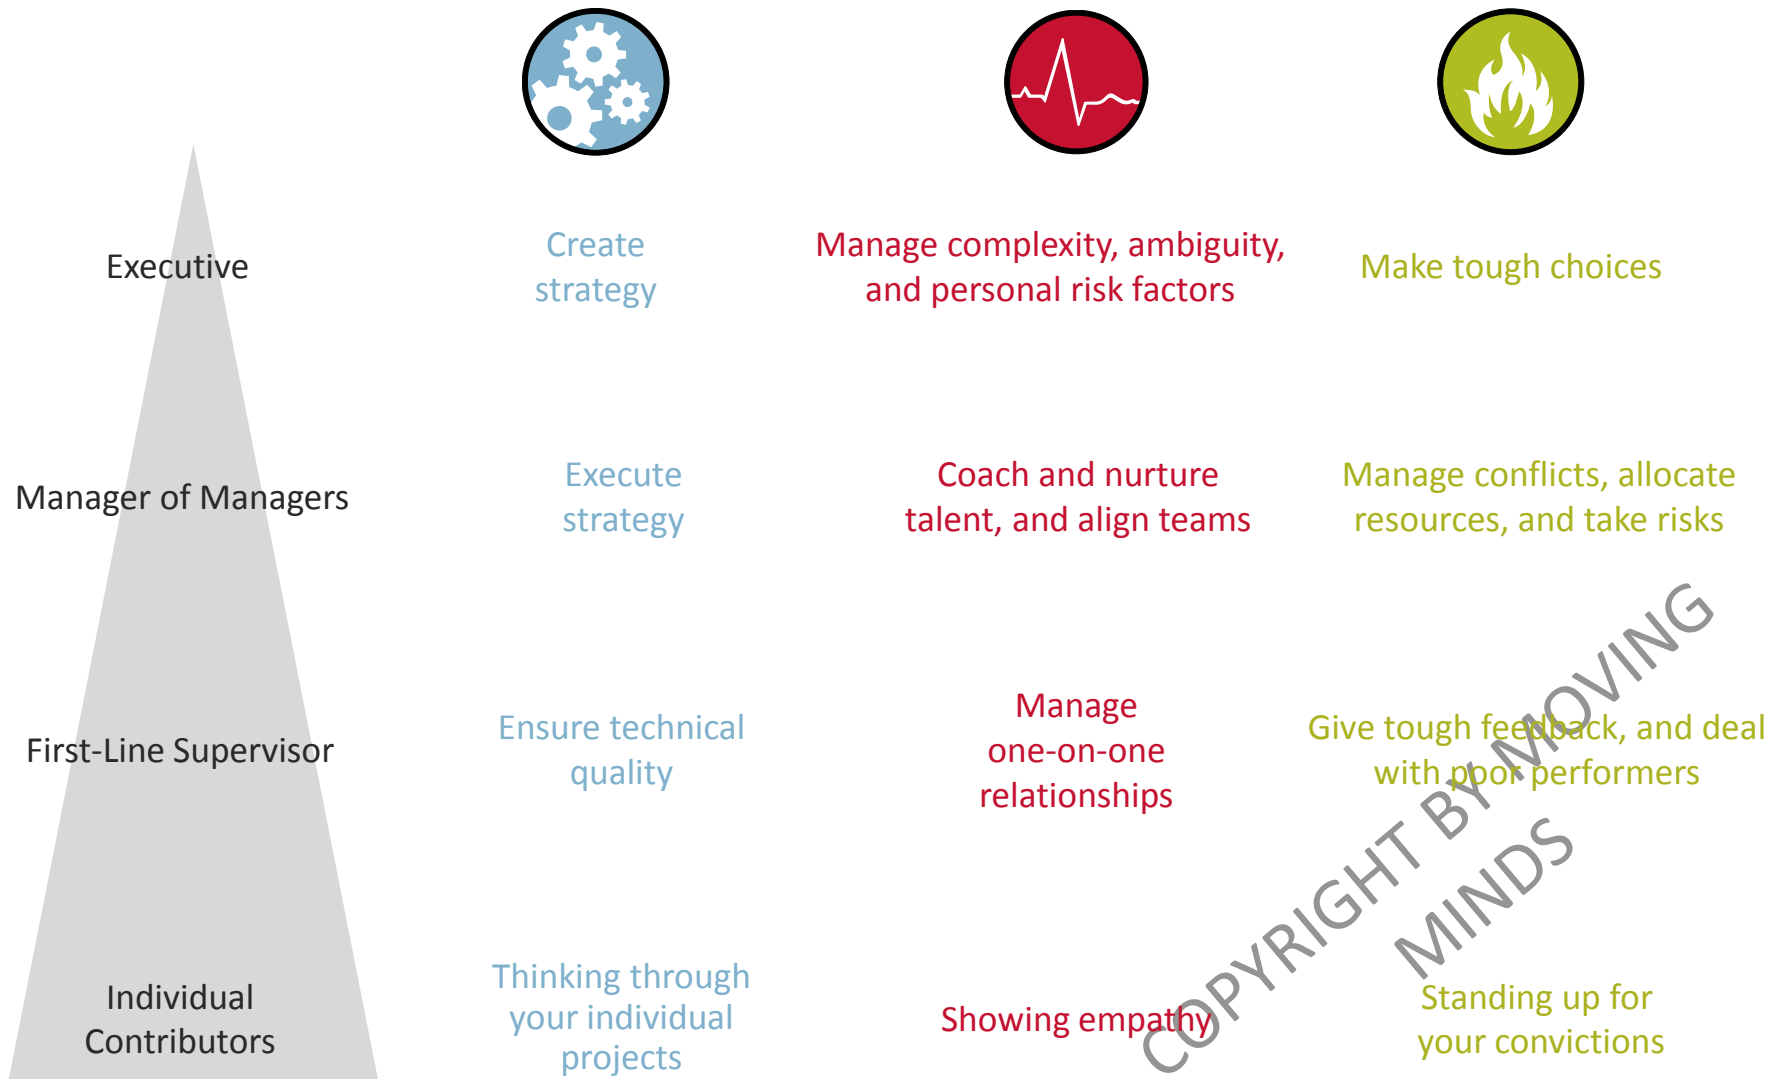 Executive
Create
strategy
Manage complexity, ambiguity,
and personal risk factors
Make tough choices
Manager of Managers
Execute
strategy
Coach and nurture
talent, and align teams
Manage conflicts, allocate
resources, and take risks
First-Line Supervisor
Ensure technical
quality
Manage
one-on-one
relationships
Give tough feedback, and deal
with poor performers
Individual
Contributors
Thinking through
your individual
projects
Showing empathy
Standing up for
your convictions
COPYRIGHT BY MOVING
MINDS